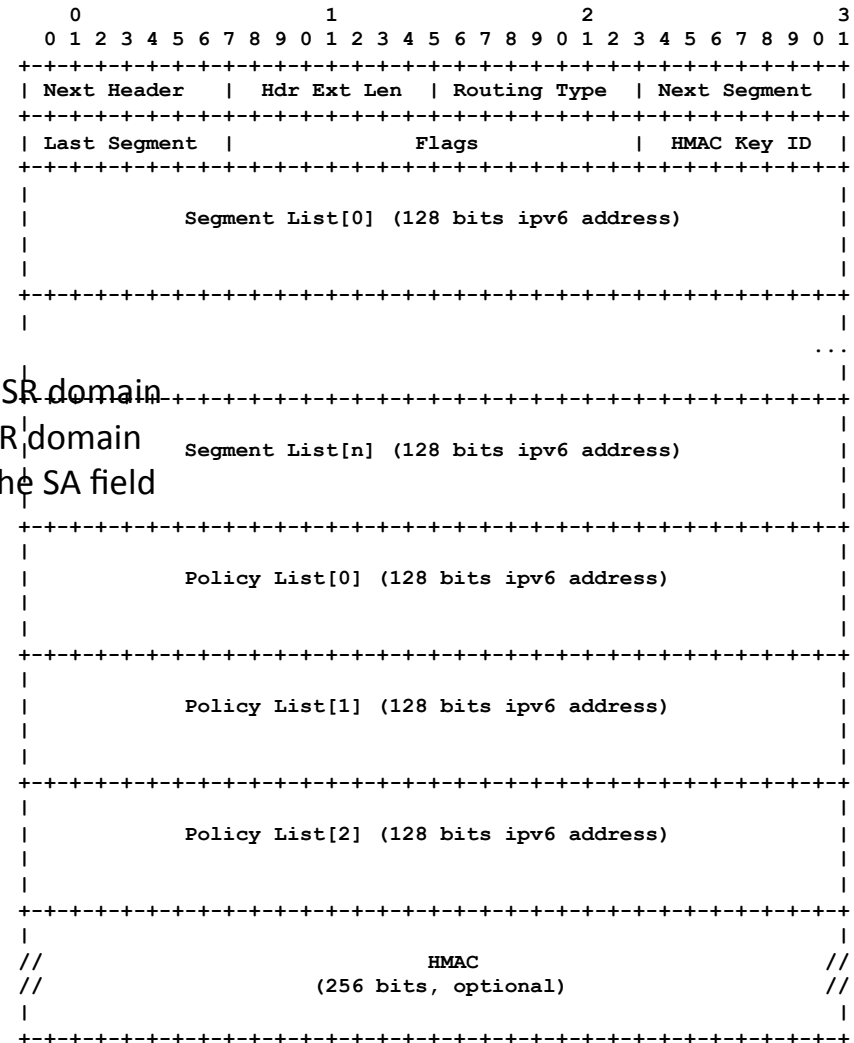 0 1 2 3
0 1 2 3 4 5 6 7 8 9 0 1 2 3 4 5 6 7 8 9 0 1 2 3 4 5 6 7 8 9 0 1
+-+-+-+-+-+-+-+-+-+-+-+-+-+-+-+-+-+-+-+-+-+-+-+-+-+-+-+-+-+-+-+-+
| Next Header | Hdr Ext Len | Routing Type | Next Segment |
+-+-+-+-+-+-+-+-+-+-+-+-+-+-+-+-+-+-+-+-+-+-+-+-+-+-+-+-+-+-+-+-+
| Last Segment | Flags | HMAC Key ID |
+-+-+-+-+-+-+-+-+-+-+-+-+-+-+-+-+-+-+-+-+-+-+-+-+-+-+-+-+-+-+-+-+
| |
| Segment List[0] (128 bits ipv6 address) |
| |
| |
+-+-+-+-+-+-+-+-+-+-+-+-+-+-+-+-+-+-+-+-+-+-+-+-+-+-+-+-+-+-+-+-+
| |
...
| |
SR domain +-+-+-+-+-+-+-+-+-+-+-+-+-+-+-+-+-+-+-+-+-+-+-+-+-+-+
R domain
| Segment List[n] (128 bits ipv6 address) |
he SA field
| |
+-+-+-+-+-+-+-+-+-+-+-+-+-+-+-+-+-+-+-+-+-+-+-+-+-+-+-+-+-+-+-+-+
| |
| Policy List[0] (128 bits ipv6 address) |
| |
| |
+-+-+-+-+-+-+-+-+-+-+-+-+-+-+-+-+-+-+-+-+-+-+-+-+-+-+-+-+-+-+-+-+
| |
| Policy List[1] (128 bits ipv6 address) |
| |
| |
+-+-+-+-+-+-+-+-+-+-+-+-+-+-+-+-+-+-+-+-+-+-+-+-+-+-+-+-+-+-+-+-+
| |
| Policy List[2] (128 bits ipv6 address) |
| |
| |
+-+-+-+-+-+-+-+-+-+-+-+-+-+-+-+-+-+-+-+-+-+-+-+-+-+-+-+-+-+-+-+-+
| |
// HMAC //
// (256 bits, optional) //
| |
+-+-+-+-+-+-+-+-+-+-+-+-+-+-+-+-+-+-+-+-+-+-+-+-+-+-+-+-+-+-+-+-+